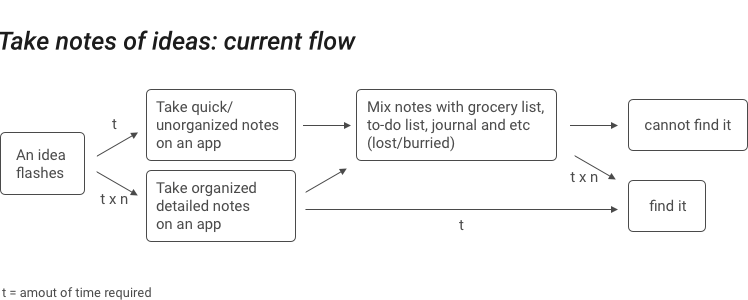 Take notes of ideas: current flow
An idea
flashes
t
t x n
Take quick/
unorganized notes
on an app
Take organized
detailed notes
on an app
Mix notes with grocery list,
to-do list, journal and etc
(lost/burried)
t x n
t
cannot find it
find it
t = amout of time required